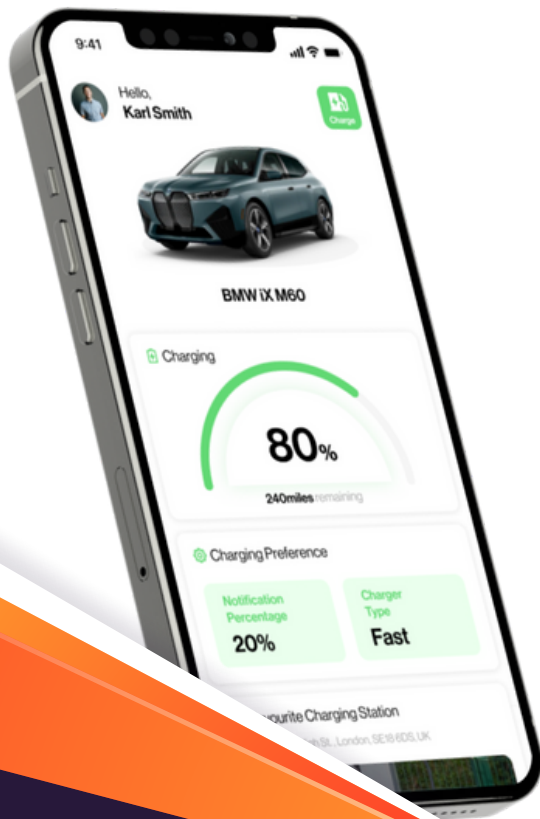 9:41
Hello,
Karl Smith
Charge
BMW iX M60
Charging
80%
240miles remaining
Charging Preference
Notification
Percentage
20%
Charger
Type
Fast
Charging Station
St., London, SE18 6DS, UK